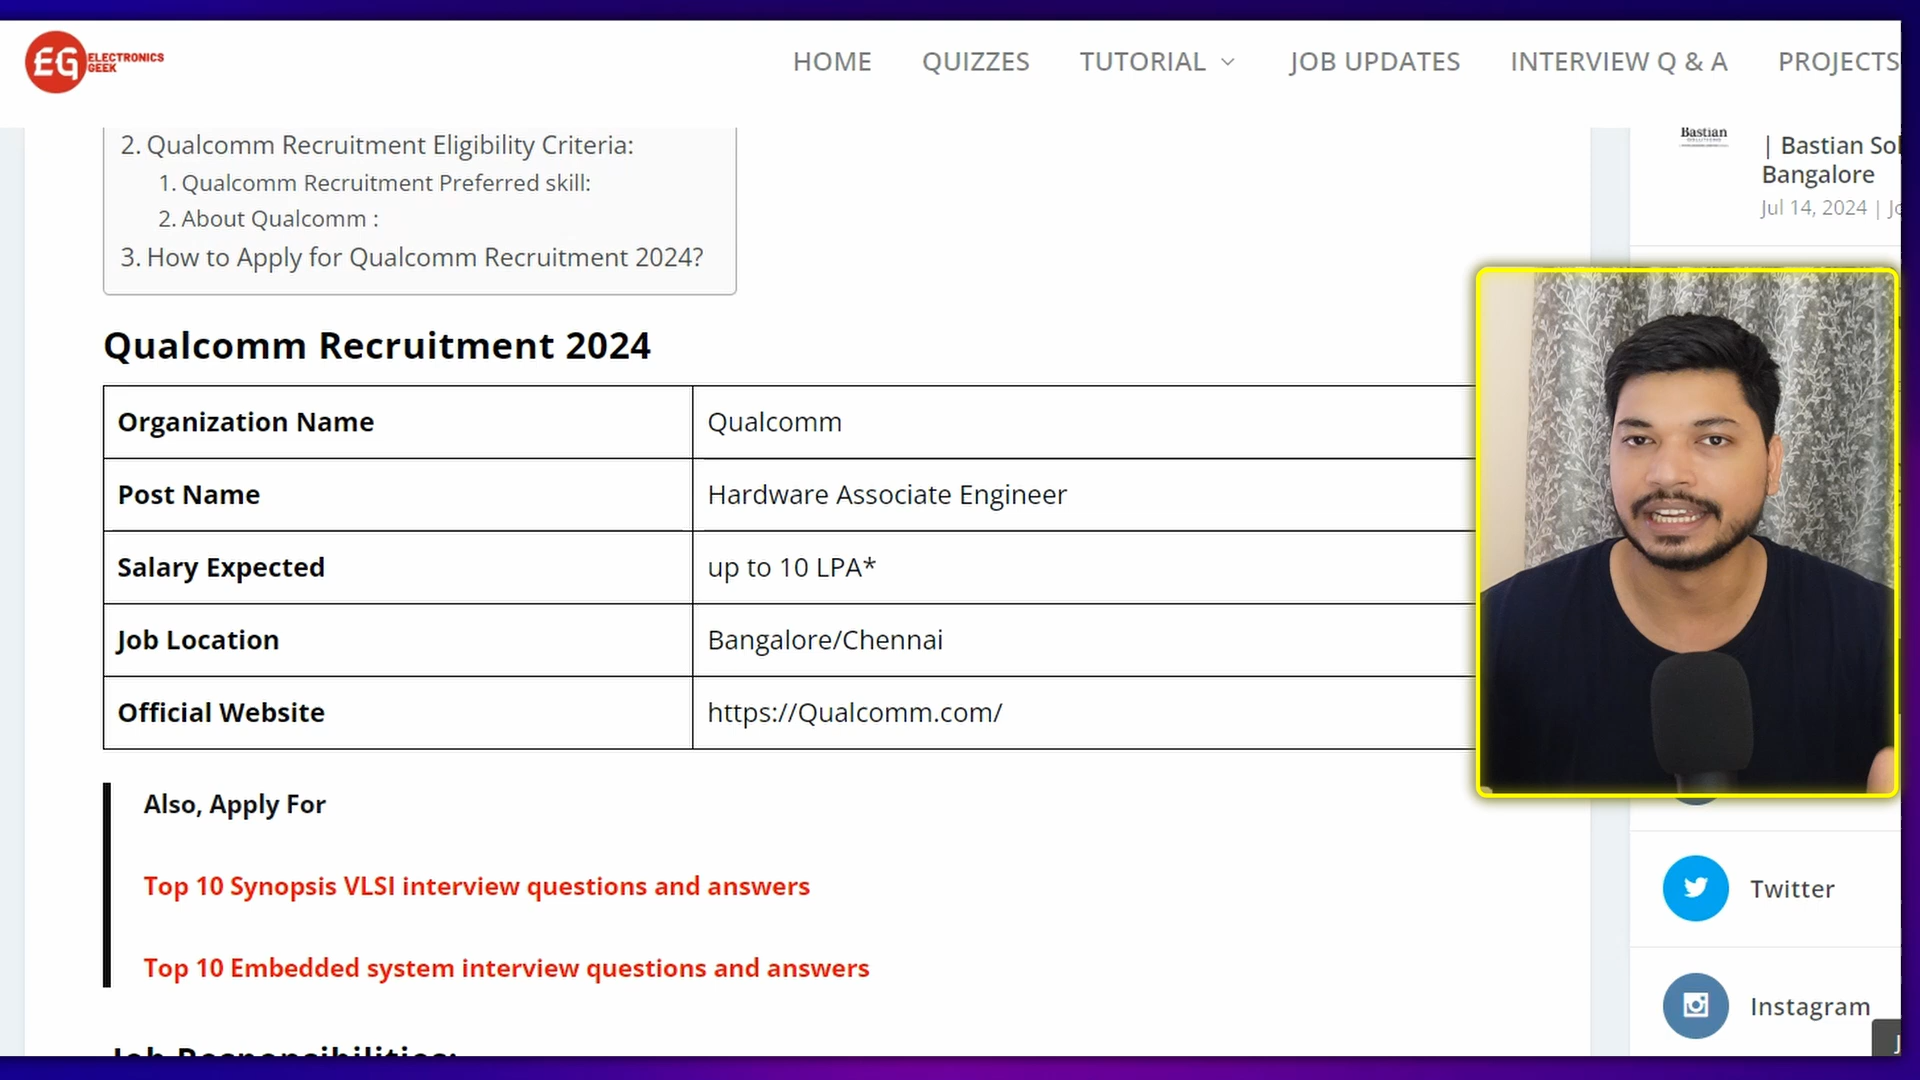 EG ELECTRONICS
GEEK
HOME QUIZZES TUTORIAL JOB UPDATES INTERVIEW Q & A PROJECTS
2. Qualcomm Recruitment Eligibility Criteria:
1. Qualcomm Recruitment Preferred skill:
2. About Qualcomm :
3. How to Apply for Qualcomm Recruitment 2024?
Qualcomm Recruitment 2024
Organization Name Qualcomm
Post Name Hardware Associate Engineer
Salary Expected up to 10 LPA*
Job Location Bangalore/Chennai
Official Website https://Qualcomm.com/
Also, Apply For
Top 10 Synopsis VLSI interview questions and answers
Top 10 Embedded system interview questions and answers
Job Responsibilities:
Bastian
| Bastian Sol
Bangalore
Jul 14, 2024 | Jo
Twitter
Instagram
J